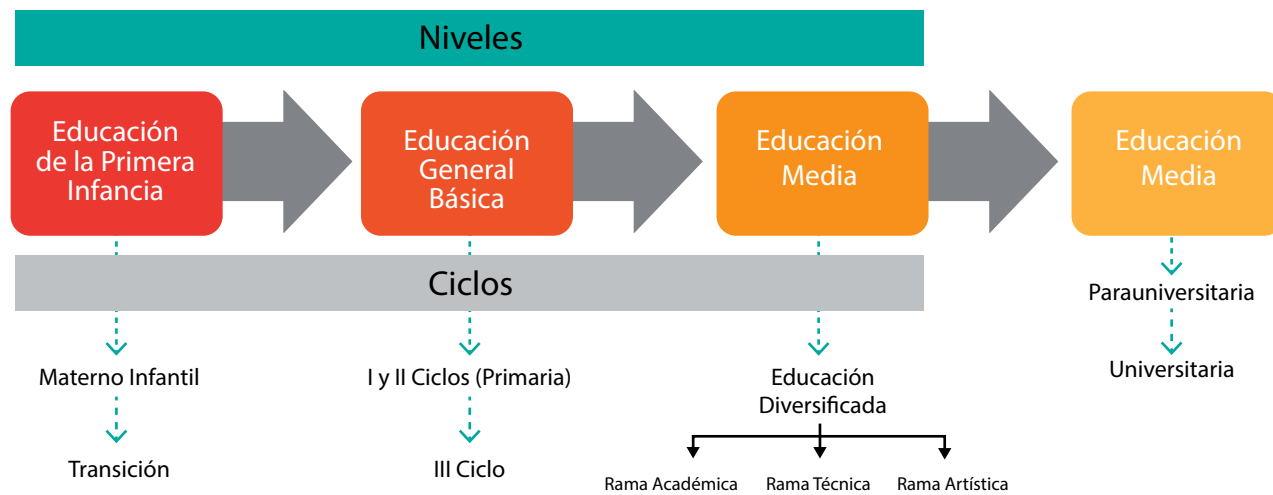 Niveles
Educación
de la Primera
Infancia
Educación
General
Básica
Educación
Media
Educación
Media
Ciclos
Materno Infantil
Transición
I y II Ciclos (Primaria)
III Ciclo
Educación
Diversificada
Rama Académica
Rama Técnica
Rama Artística
Parauniversitaria
Universitaria